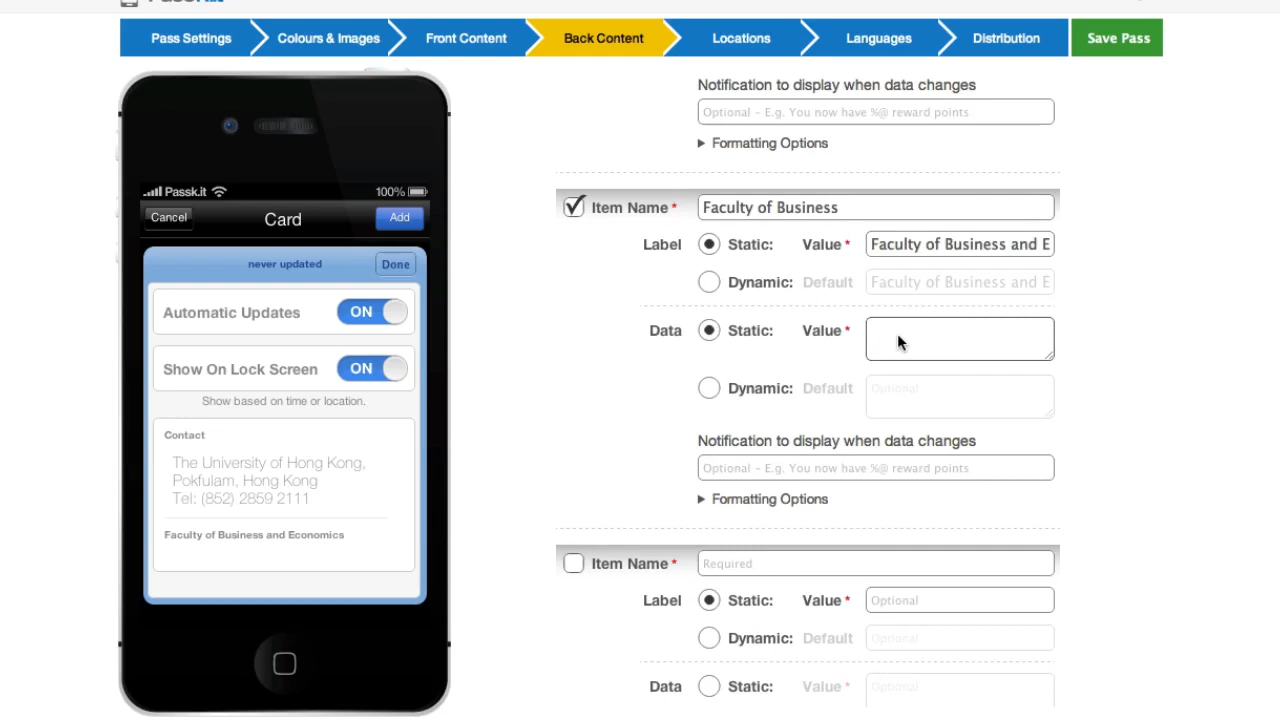 Pass Settings Colours & Images Front Content Back Content Locations Languages Distribution Save Pass
Passk.it 100%
Cancel Card Add
never updated Done
Automatic Updates ON
Show On Lock Screen ON
Show based on time or location.
Contact
The University of Hong Kong,
Pokfulam, Hong Kong
Tel: (852) 2859 2111
Faculty of Business and Economics
Notification to display when data changes
Optional - E.g. You now have %@ reward points
Formatting Options
Item Name* Faculty of Business
Label Static: Value* Faculty of Business and E
Dynamic: Default Faculty of Business and E
Data Static: Value*
Dynamic: Default Optional
Notification to display when data changes
Optional - E.g. You now have %@ reward points
Formatting Options
Item Name* Required
Label Static: Value* Optional
Dynamic: Default Optional
Data Static: Value* Optional